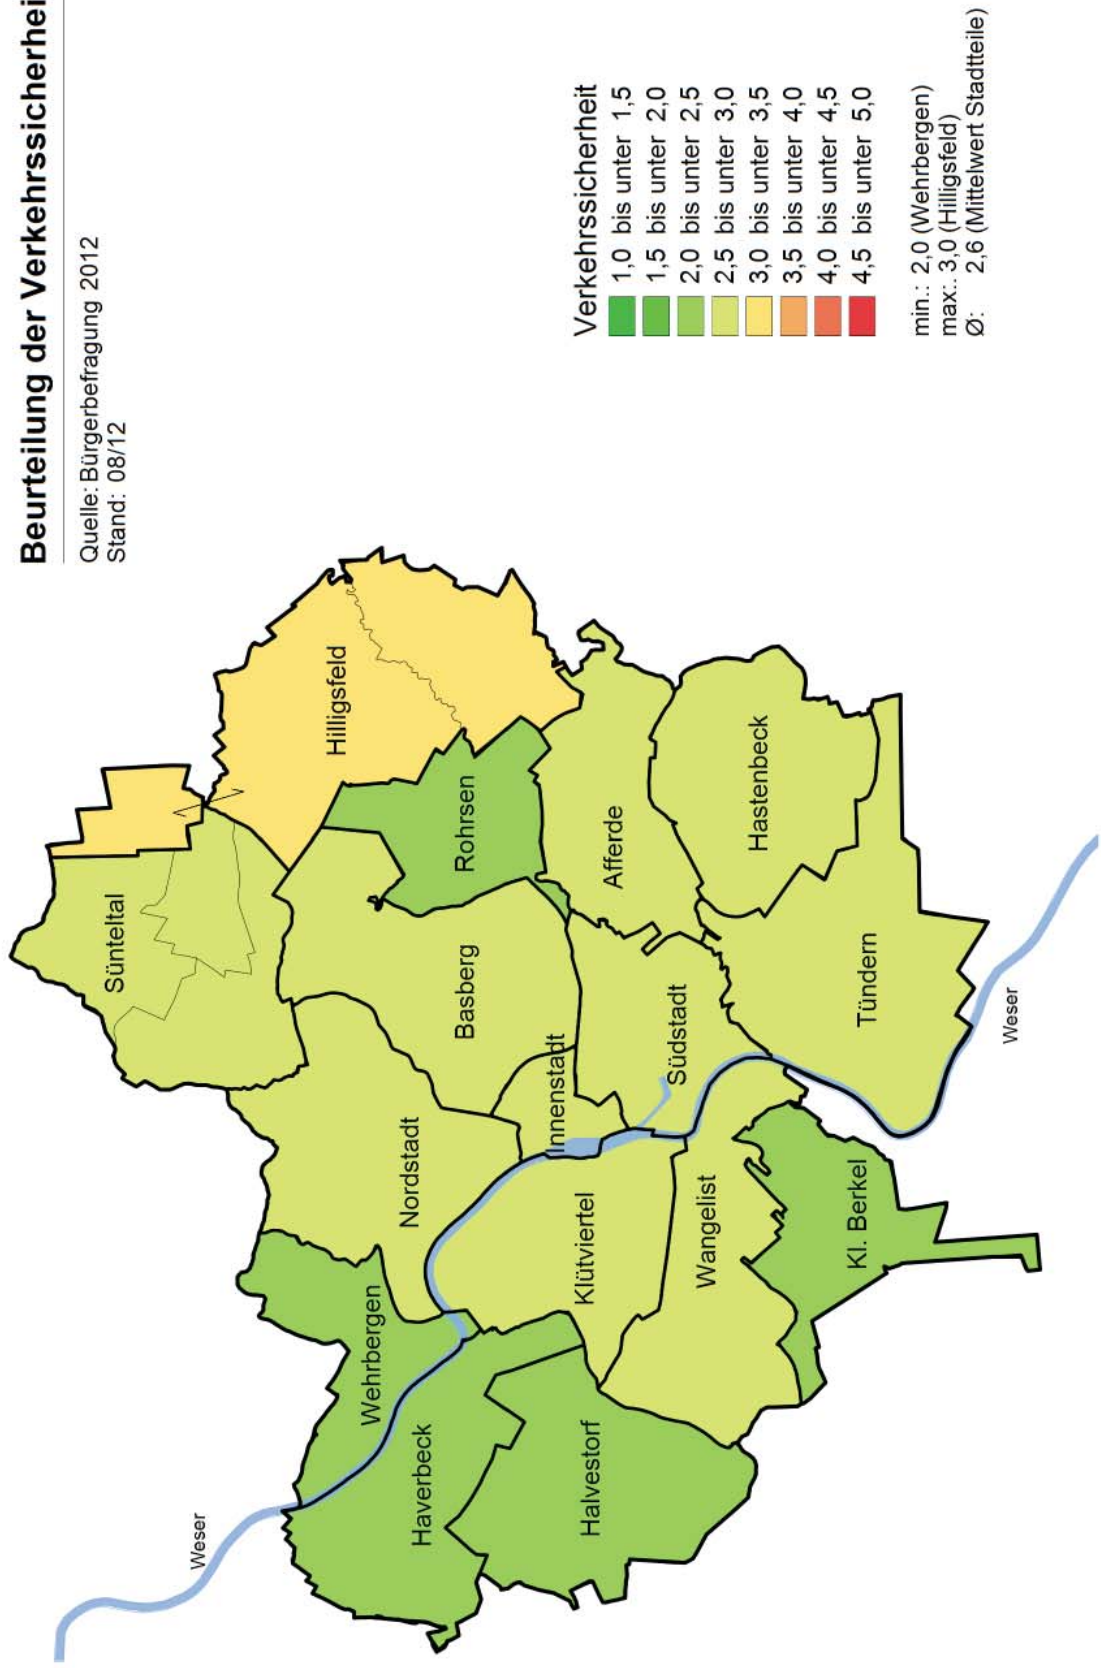 Beurteilung der Verkehrssicherhei
Quelle: Bürgerbefragung 2012
Stand: 08/12
Weser
Haverbeck
Wehrbergen
Halvestorf
Nordstadt
Klütviertel
Wangelist
Kl. Berkel
Innenstadt
Basberg
Südstadt
Sünteltal
Rohrsen
Hilligsfeld
Afferde
Hastenbeck
Tündern
Weser
Verkehrssicherheit
1,0 bis unter 1,5
1,5 bis unter 2,0
2,0 bis unter 2,5
2,5 bis unter 3,0
3,0 bis unter 3,5
3,5 bis unter 4,0
4,0 bis unter 4,5
4,5 bis unter 5,0
min.: 2,0 (Wehrbergen)
max:. 3,0 (Hilligsfeld)
Ø: 2,6 (Mittelwert Stadtteile)